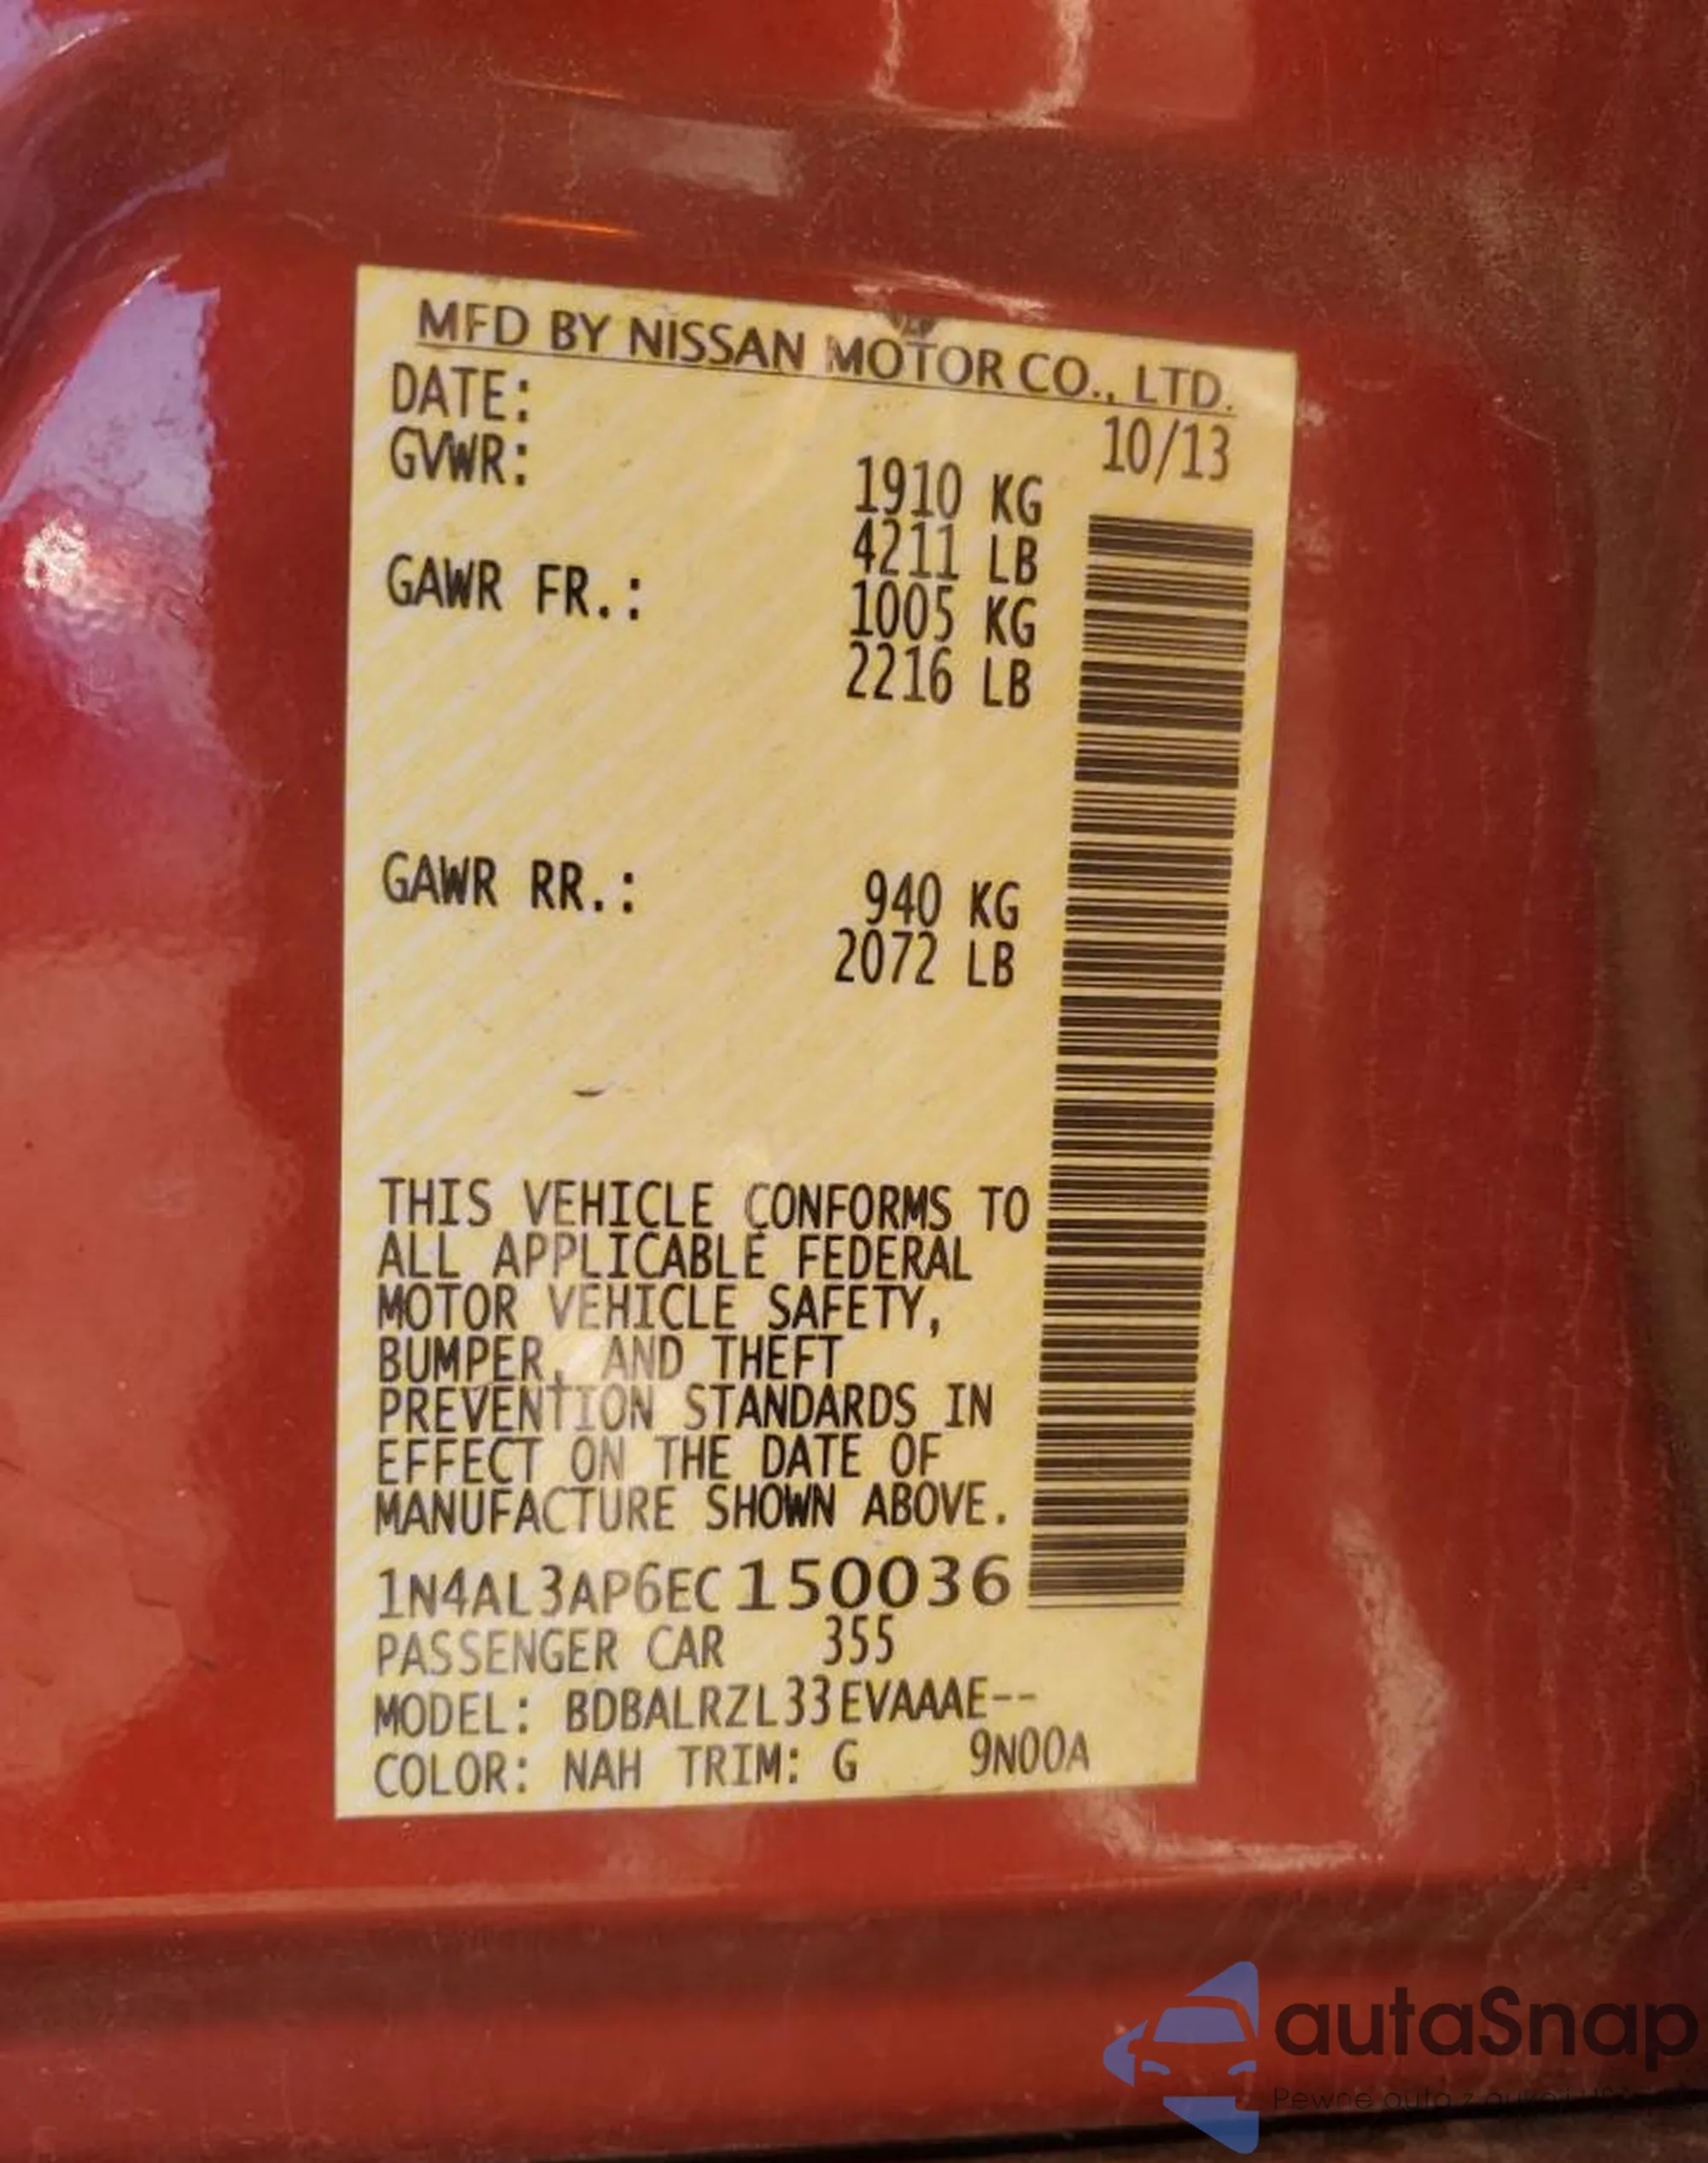 MFD BY NISSAN MOTOR CO., LTD.
DATE: 10/13
GVWR: 1910 KG
4211 LB
GAWR FR.: 1005 KG
2216 LB
GAWR RR.: 940 KG
2072 LB
THIS VEHICLE CONFORMS TO
ALL APPLICABLE FEDERAL
MOTOR VEHICLE SAFETY,
BUMPER, AND THEFT
PREVENTION STANDARDS IN
EFFECT ON THE DATE OF
MANUFACTURE SHOWN ABOVE.
1N4AL3AP6EC150036
PASSENGER CAR 355
MODEL: BDBALRZL33EVAAAE--
COLOR: NAH TRIM: G 9N00A
autaSnap
Pewne auta z aukcji